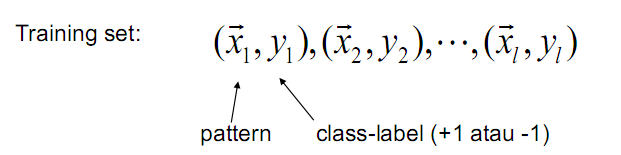 Training set: (x⃗₁, y₁), (x⃗₂, y₂), ⋯, (x⃗ₗ, yₗ)
pattern class-label (+1 atau -1)